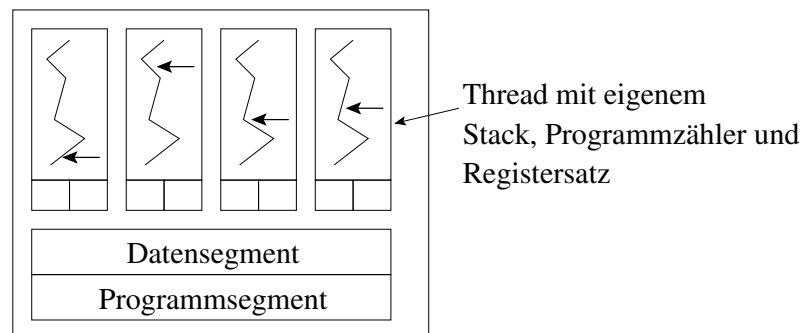 Thread mit eigenem
Stack, Programmzähler und
Registersatz
Datensegment
Programmsegment